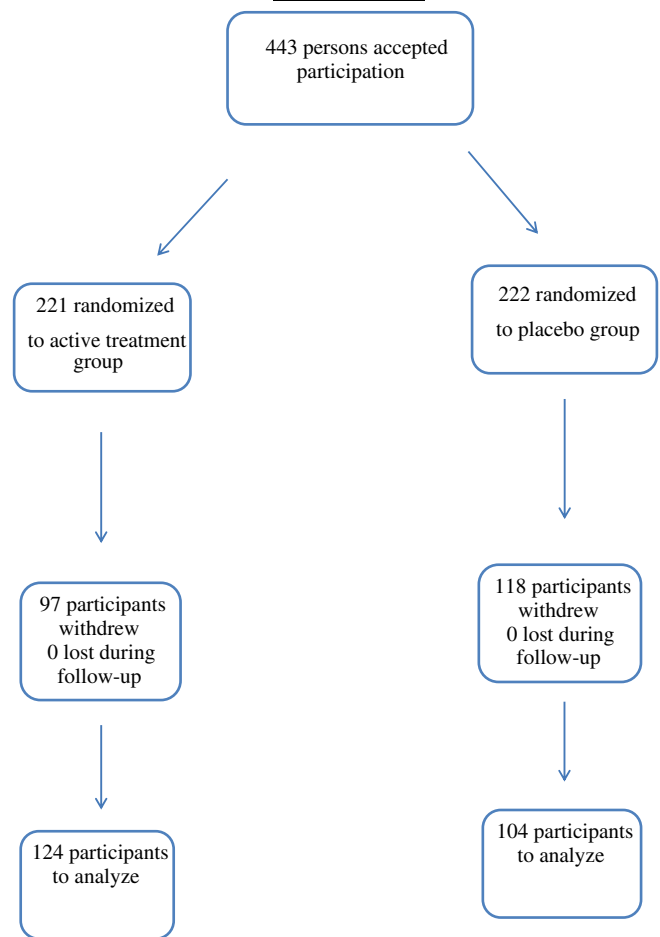 443 persons accepted
participation
221 randomized
to active treatment
group
222 randomized
to placebo group
97 participants
withdrew
0 lost during
follow-up
118 participants
withdrew
0 lost during
follow-up
124 participants
to analyze
104 participants
to analyze